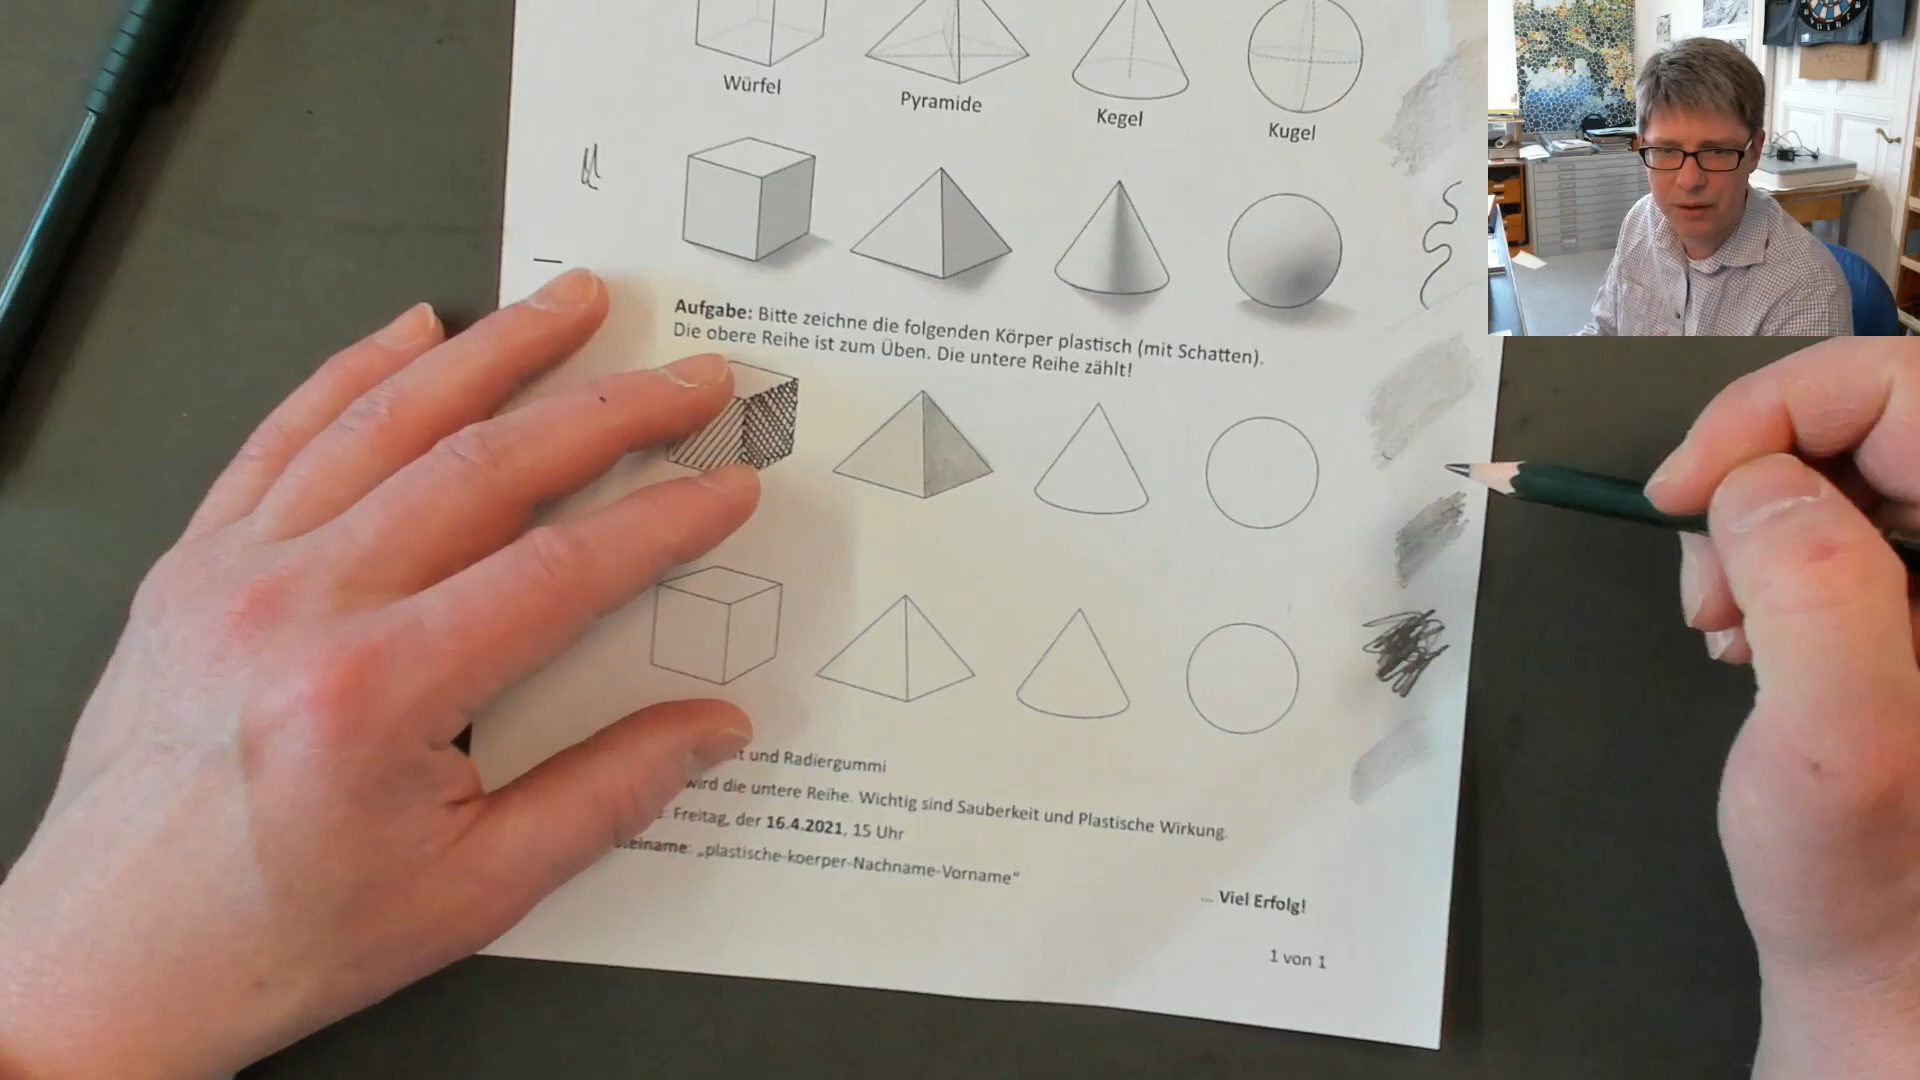 Würfel
Pyramide
Kegel
Kugel
Aufgabe: Bitte zeichne die folgenden Körper plastisch (mit Schatten).
Die obere Reihe ist zum Üben. Die untere Reihe zählt!
und Radiergummi
wird die untere Reihe. Wichtig sind Sauberkeit und Plastische Wirkung.
Freitag, der 16.4.2021, 15 Uhr
„plastische-koerper-Nachname-Vorname“
... Viel Erfolg!
1 von 1